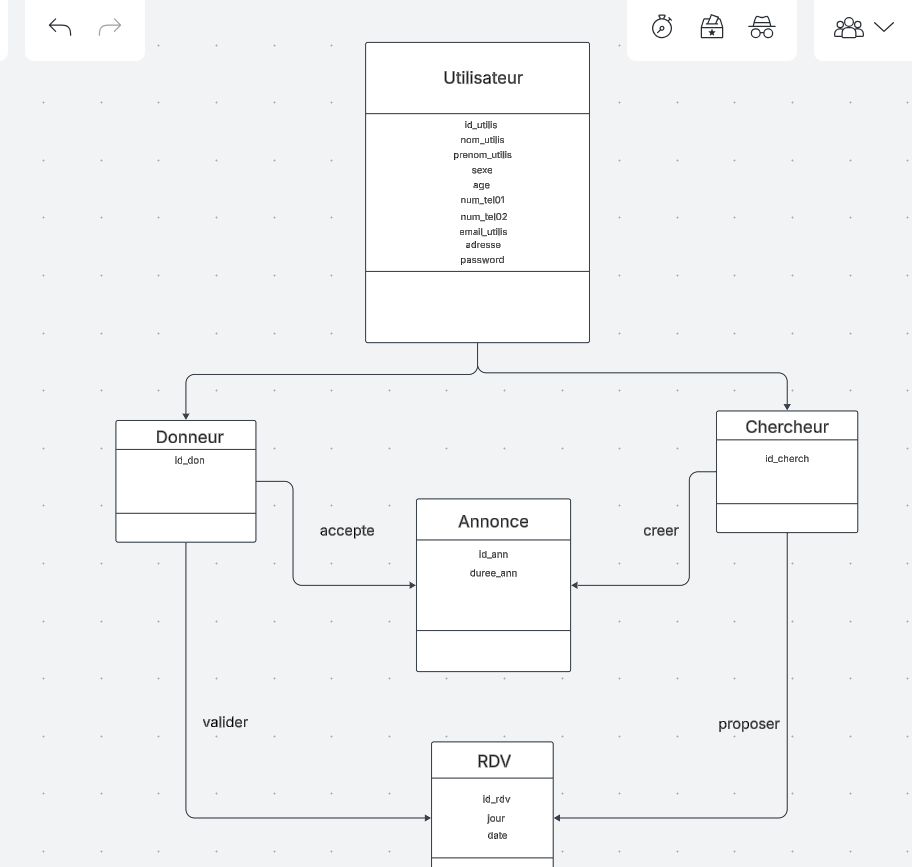 Utilisateur
id_utilis
nom_utilis
prenom_utilis
sexe
age
num_tel01
num_tel02
email_utilis
adresse
password
Donneur
id_don
Chercheur
id_cherch
accepte
creer
Annonce
id_ann
duree_ann
valider
proposer
RDV
id_rdv
jour
date